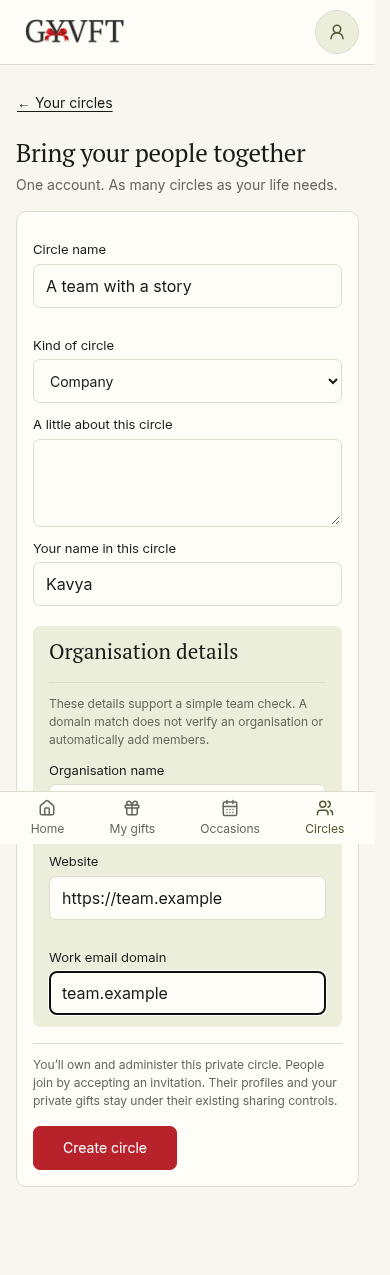 GYVFT
← Your circles
Bring your people together
One account. As many circles as your life needs.
Circle name
A team with a story
Kind of circle
Company
A little about this circle
Your name in this circle
Kavya
Organisation details
These details support a simple team check. A
domain match does not verify an organisation or
automatically add members.
Organisation name
Home My gifts Occasions Circles
Website
https://team.example
Work email domain
team.example
You’ll own and administer this private circle. People
join by accepting an invitation. Their profiles and your
private gifts stay under their existing sharing controls.
Create circle